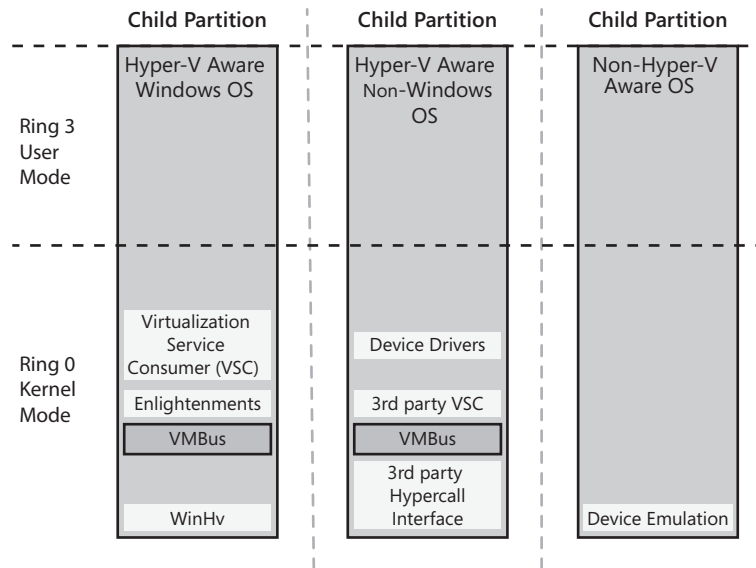 Child Partition
Child Partition
Child Partition
Hyper-V Aware
Windows OS
Hyper-V Aware
Non-Windows
OS
Non-Hyper-V
Aware OS
Ring 3
User
Mode
Ring 0
Kernel
Mode
Virtualization
Service
Consumer (VSC)
Enlightenments
VMBus
WinHv
Device Drivers
3rd party VSC
VMBus
3rd party
Hypercall
Interface
Device Emulation